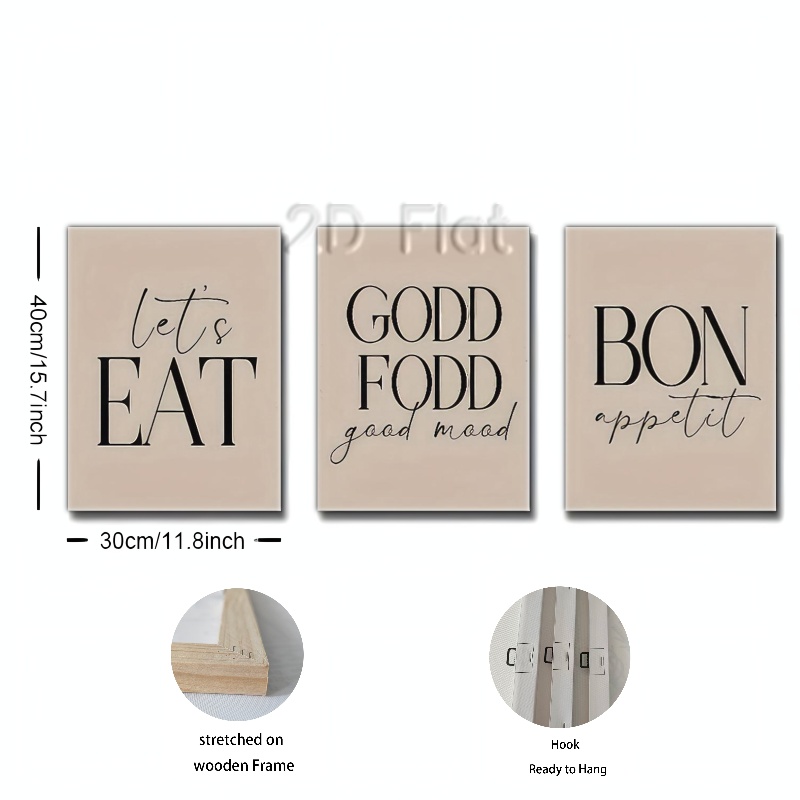 2.D Flat
let's
EAT
GODD
FODD
good mood
BON
appetit
40cm/15.7inch
30cm/11.8inch
stretched on
wooden Frame
Hook
Ready to Hang